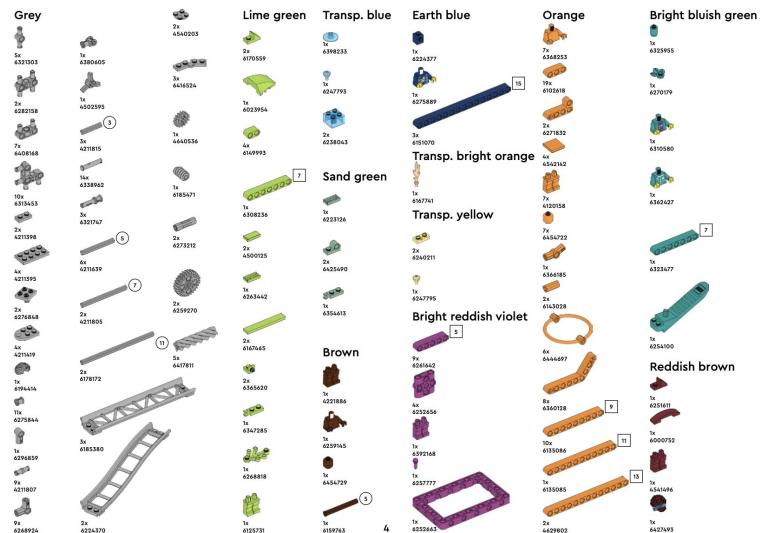 Grey
5x
6321303
2x
6282158
7x
6408168
10x
6313453
2x
4211398
4x
4211395
2x
6276848
4x
4211419
1x
6194414
11x
6275844
1x
6296859
9x
4211807
9x
6268924
1x
6380605
1x
4502595
3
3x
4211815
14x
6338962
3x
6321747
5
6x
4211639
7
2x
4211805
11
2x
6178172
3x
6185380
2x
6224370
2x
4540203
3x
6416524
1x
4640536
1x
6185471
2x
6273212
2x
6259270
5x
6417811
Lime green
2x
6170559
1x
6023954
4x
6149993
7
1x
6308236
2x
4500125
1x
6263442
2x
6167465
2x
6365620
1x
6347285
1x
6268818
1x
6125731
Transp. blue
1x
6398233
1x
6247793
2x
6238043
Sand green
1x
6223126
2x
6425490
1x
6354613
Brown
1x
4221886
1x
6259145
1x
6454729
5
1x
6159763
4
Earth blue
1x
6224377
1x
6275889
15
3x
6151070
Transp. bright orange
1x
6167741
Transp. yellow
2x
6240211
1x
6247795
Bright reddish violet
5
9x
6261642
4x
6252656
1x
6392168
1x
6257777
1x
6252663
Orange
7x
6368253
19x
6102618
2x
6271832
4x
4542142
7x
4120158
7x
6454722
1x
6366185
2x
6143028
6x
6444697
8x
6360128
9
10x
6135086
11
1x
6135085
13
2x
4629802
Bright bluish green
1x
6325955
1x
6270179
1x
6310580
1x
6362427
7
1x
6323477
1x
6254100
Reddish brown
1x
6251611
1x
6000752
1x
4541496
1x
6427493